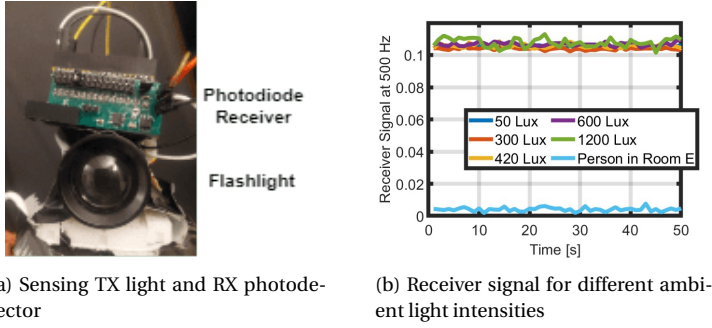 Photodiode
Receiver
Flashlight
a) Sensing TX light and RX photode-
ector
Receiver Signal at 500 Hz
0.1
0.08
0.06
0.04
0.02
0
50 Lux
300 Lux
420 Lux
600 Lux
1200 Lux
Person in Room E
0 10 20 30 40 50
Time [s]
(b) Receiver signal for different ambi-
ent light intensities